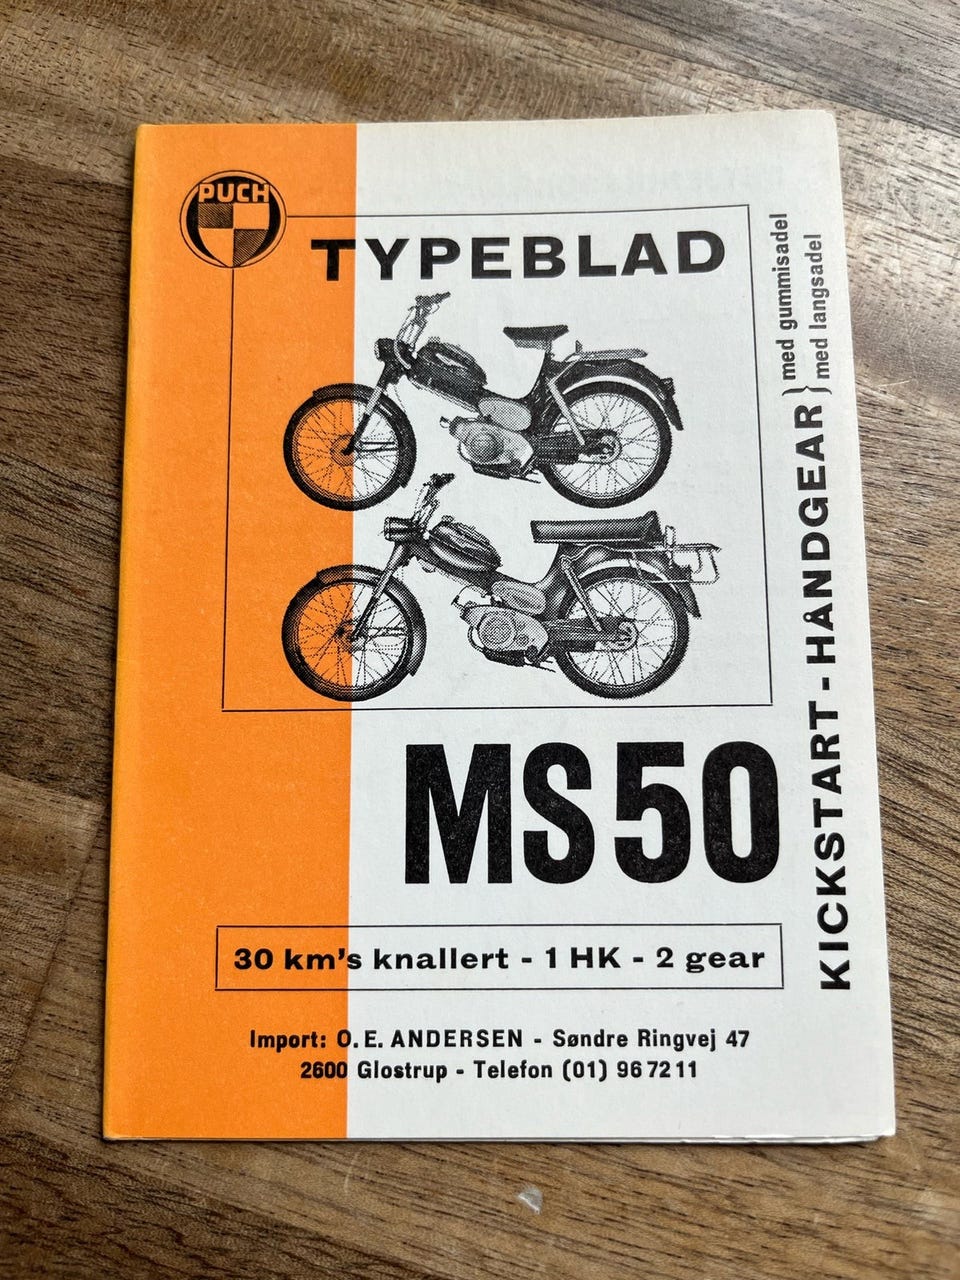 PUCH
TYPEBLAD
MS50
30 km's knallert - 1 HK - 2 gear
Import: O. E. ANDERSEN - Søndre Ringvej 47
2600 Glostrup - Telefon (01) 96 72 11
KICKSTART - HÅNDGEAR } med gummisadel
med langsadel